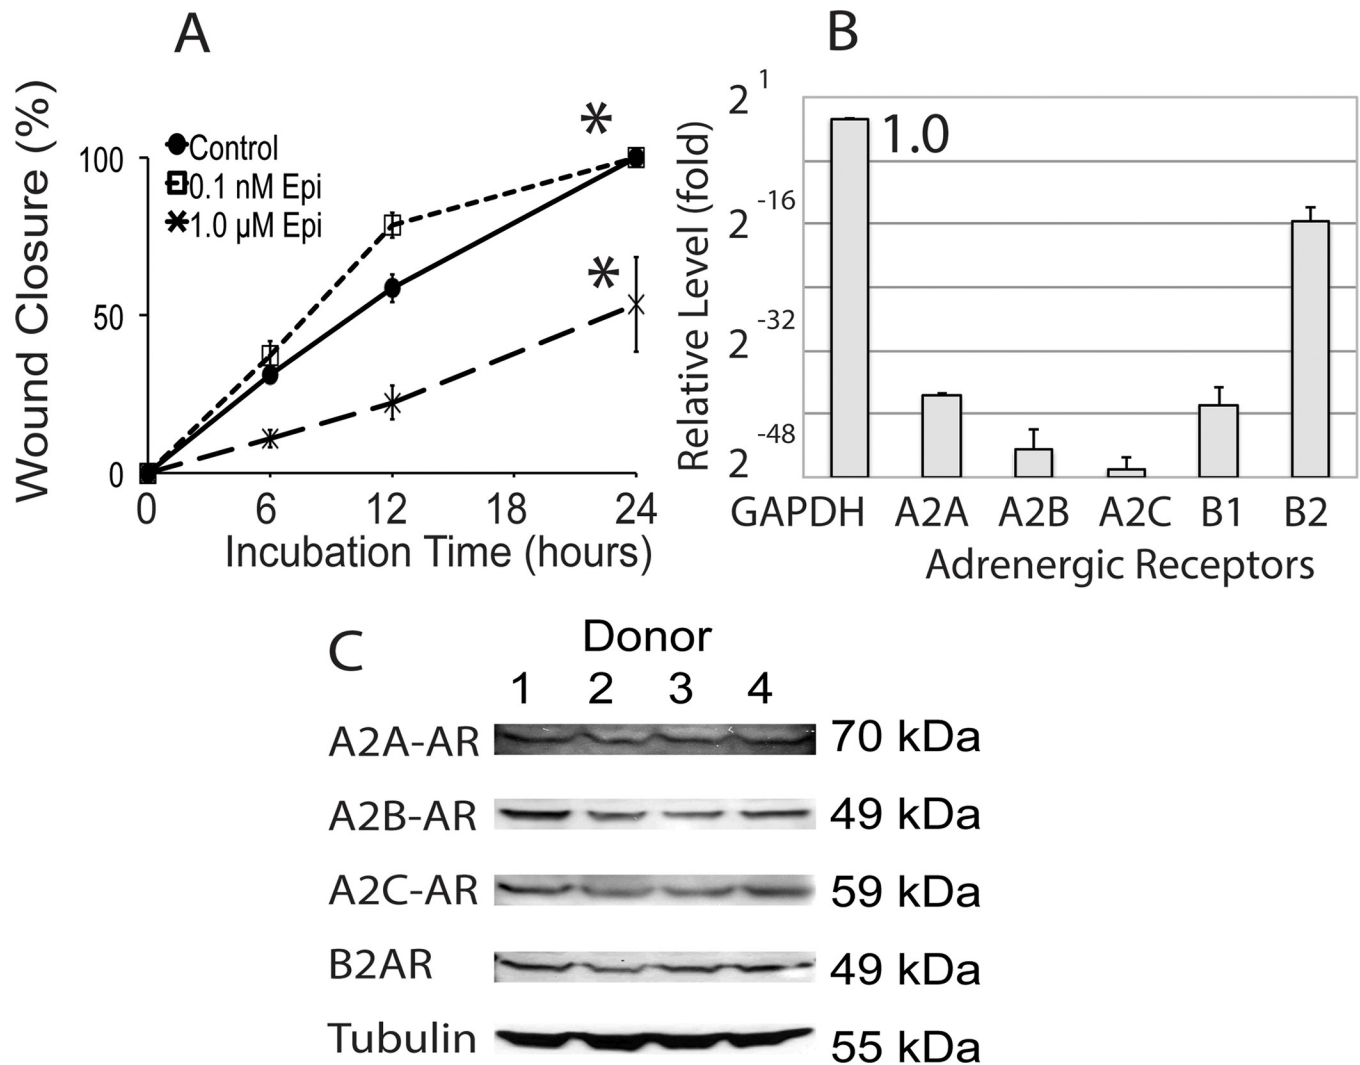 A
Wound Closure (%)
Control
0.1 nM Epi
1.0 µM Epi
*
*
100
50
0
0 6 12 18 24
Incubation Time (hours)
B
Relative Level (fold)
2 1
2 -16
2 -32
2 -48
1.0
GAPDH A2A A2B A2C B1 B2
Adrenergic Receptors
C
Donor
1 2 3 4
A2A-AR 70 kDa
A2B-AR 49 kDa
A2C-AR 59 kDa
B2AR 49 kDa
Tubulin 55 kDa